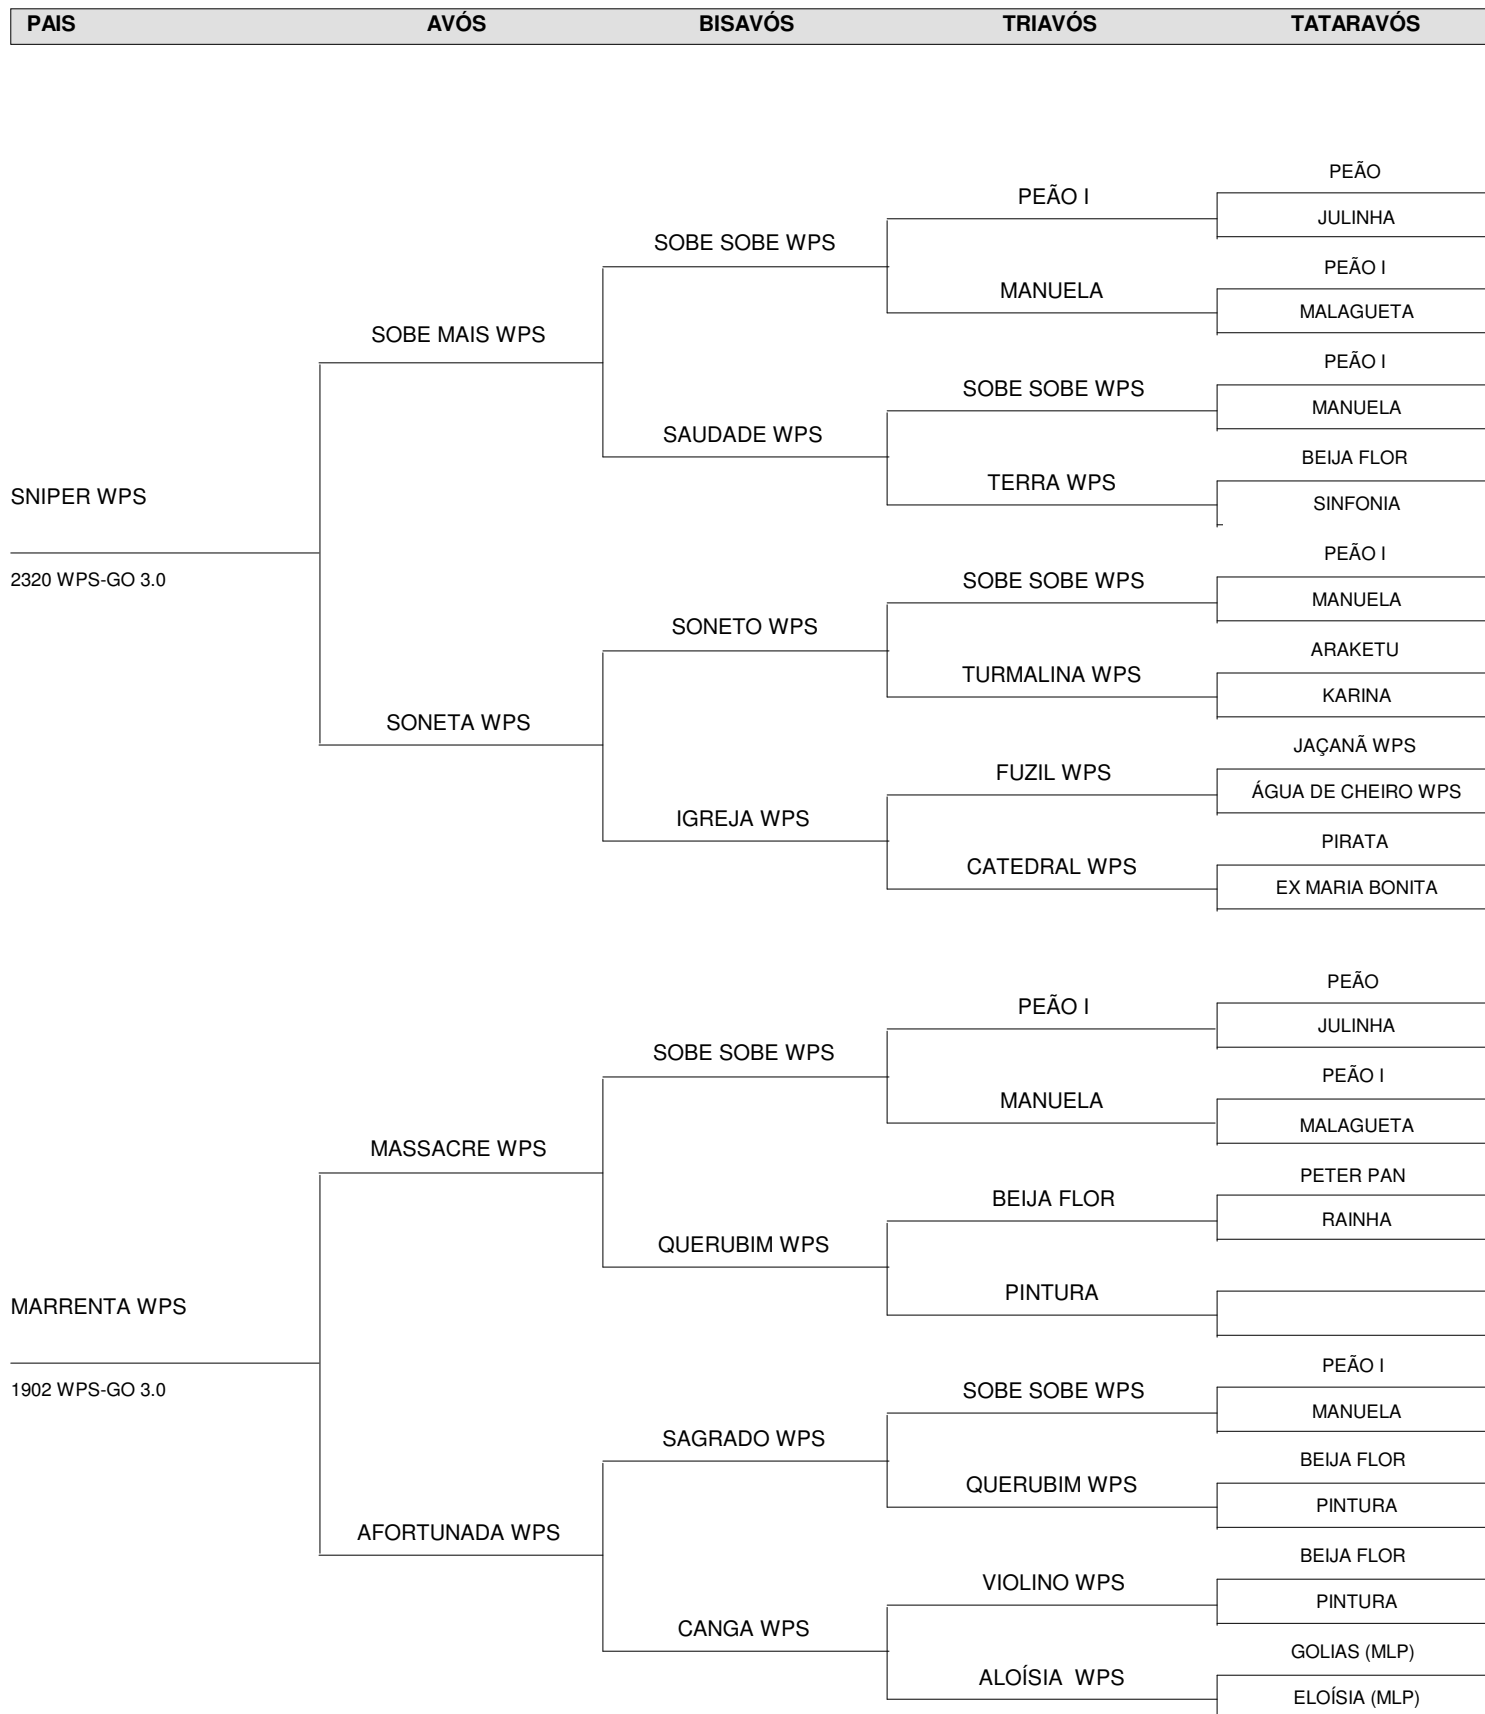 PAIS AVÓS BISAVÓS TRIAVÓS TATARAVÓS
PEÃO
PEÃO I
JULINHA
SOBE SOBE WPS
PEÃO I
MANUELA
MALAGUETA
SOBE MAIS WPS
PEÃO I
SOBE SOBE WPS
MANUELA
SAUDADE WPS
BEIJA FLOR
TERRA WPS
SNIPER WPS
SINFONIA
PEÃO I
2320 WPS-GO 3.0
SOBE SOBE WPS
MANUELA
SONETO WPS
ARAKETU
TURMALINA WPS
KARINA
SONETA WPS
JAÇANÃ WPS
FUZIL WPS
ÁGUA DE CHEIRO WPS
IGREJA WPS
PIRATA
CATEDRAL WPS
EX MARIA BONITA
PEÃO
PEÃO I
JULINHA
SOBE SOBE WPS
PEÃO I
MANUELA
MALAGUETA
MASSACRE WPS
PETER PAN
BEIJA FLOR
RAINHA
QUERUBIM WPS
PINTURA
MARRENTA WPS
PEÃO I
1902 WPS-GO 3.0
SOBE SOBE WPS
MANUELA
SAGRADO WPS
BEIJA FLOR
QUERUBIM WPS
PINTURA
AFORTUNADA WPS
BEIJA FLOR
VIOLINO WPS
PINTURA
CANGA WPS
GOLIAS (MLP)
ALOÍSIA WPS
ELOÍSIA (MLP)